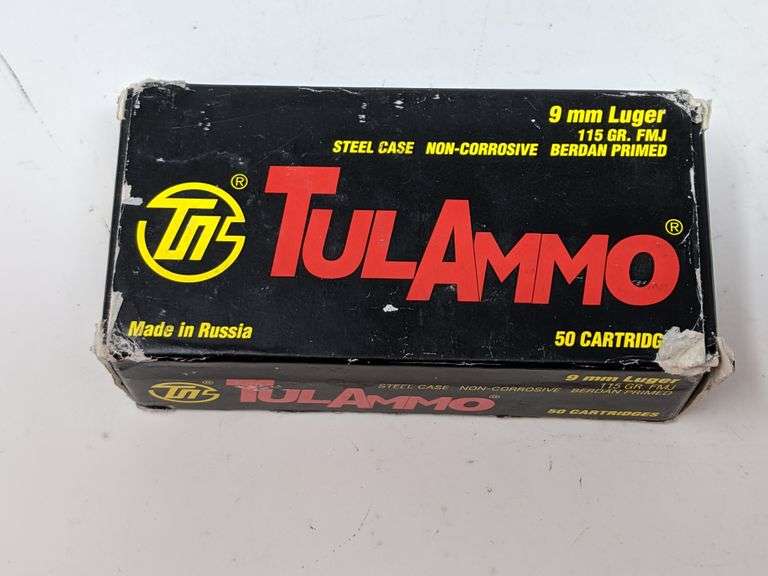 9 mm Luger
115 GR. FMJ
STEEL CASE NON-CORROSIVE BERDAN PRIMED
®
TULAMMO®
Made in Russia
50 CARTRIDG
®
TULAMMO®
STEEL CASE NON-CORROSIVE BERDAN PRIMED
9 mm Luger
115 GR. FMJ
50 CARTRIDGES